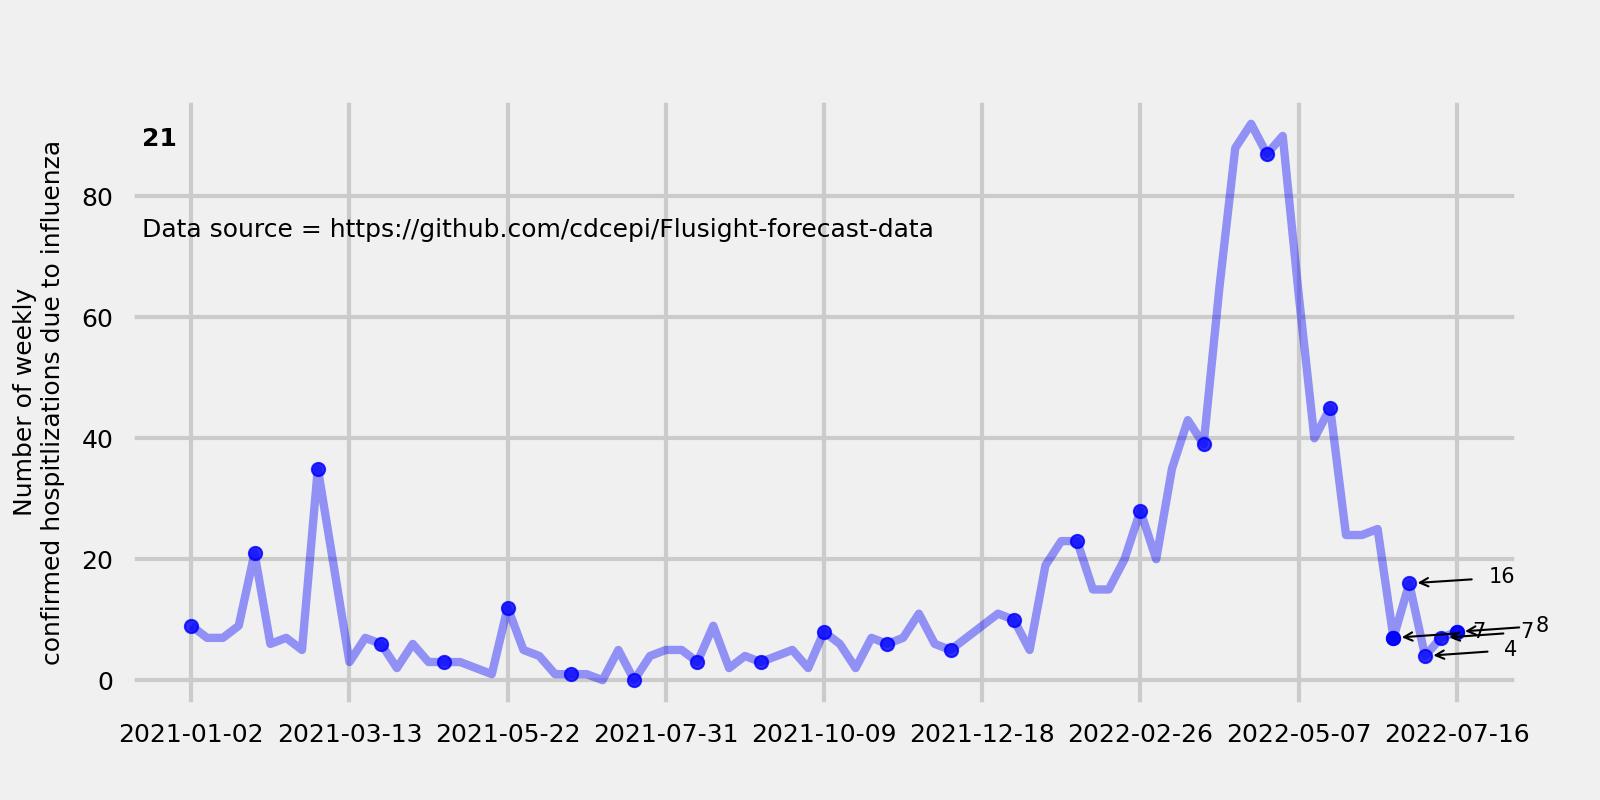 21
Data source = https://github.com/cdcepi/Flusight-forecast-data
Number of weekly
confirmed hospitlizations due to influenza
80
60
40
20
0
16
7
7
8
4
2021-01-02 2021-03-13 2021-05-22 2021-07-31 2021-10-09 2021-12-18 2022-02-26 2022-05-07 2022-07-16